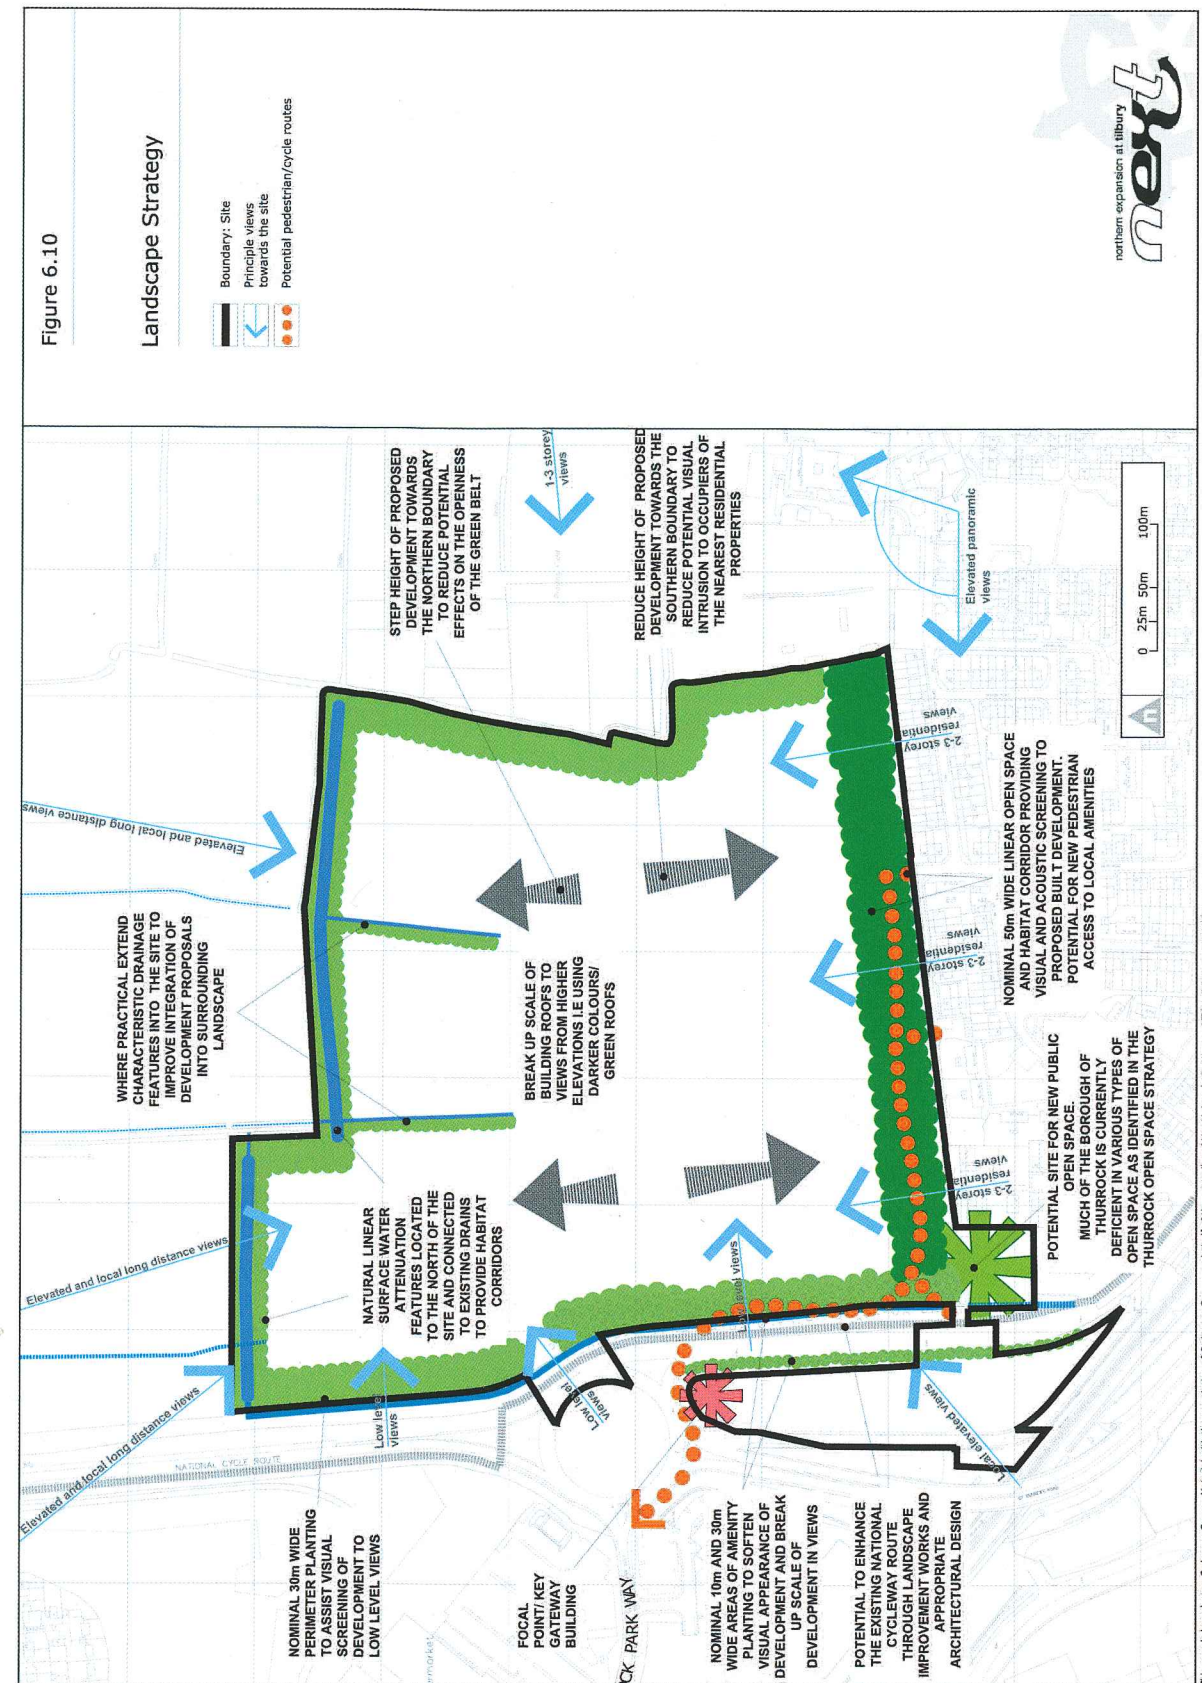 Figure 6.10
Landscape Strategy
Boundary: Site
Principle views
towards the site
Potential pedestrian/cycle routes
northern expansion at tilbury
next
NOMINAL 30m WIDE
PERIMETER PLANTING
TO ASSIST VISUAL
SCREENING OF
DEVELOPMENT TO
LOW LEVEL VIEWS
NATURAL LINEAR
SURFACE WATER
ATTENUATION
FEATURES LOCATED
TO THE NORTH OF THE
SITE AND CONNECTED
TO EXISTING DRAINS
TO PROVIDE HABITAT
CORRIDORS
WHERE PRACTICAL EXTEND
CHARACTERISTIC DRAINAGE
FEATURES INTO THE SITE TO
IMPROVE INTEGRATION OF
DEVELOPMENT PROPOSALS
INTO SURROUNDING
LANDSCAPE
STEP HEIGHT OF PROPOSED
DEVELOPMENT TOWARDS
THE NORTHERN BOUNDARY
TO REDUCE POTENTIAL
EFFECTS ON THE OPENNESS
OF THE GREEN BELT
Elevated and local long distance views
Elevated and local long distance views
Elevated and local long distance views
NATIONAL CYCLE ROUTE
Low level
views
Low level
views
Low level views
Local elevated views
1-3 storey
views
FOCAL
POINT/ KEY
GATEWAY
BUILDING
CK PARK WAY
BREAK UP SCALE OF
BUILDING ROOFS TO
VIEWS FROM HIGHER
ELEVATIONS I.E USING
DARKER COLOURS/
GREEN ROOFS
REDUCE HEIGHT OF PROPOSED
DEVELOPMENT TOWARDS THE
SOUTHERN BOUNDARY TO
REDUCE POTENTIAL VISUAL
INTRUSION TO OCCUPIERS OF
THE NEAREST RESIDENTIAL
PROPERTIES
NOMINAL 10m AND 30m
WIDE AREAS OF AMENITY
PLANTING TO SOFTEN
VISUAL APPEARANCE OF
DEVELOPMENT AND BREAK
UP SCALE OF
DEVELOPMENT IN VIEWS
POTENTIAL TO ENHANCE
THE EXISTING NATIONAL
CYCLEWAY ROUTE
THROUGH LANDSCAPE
IMPROVEMENT WORKS AND
APPROPRIATE
ARCHITECTURAL DESIGN
2-3 storey
residential
views
2-3 storey
residential
views
2-3 storey
residential
views
Elevated panoramic
views
POTENTIAL SITE FOR NEW PUBLIC
OPEN SPACE.
MUCH OF THE BOROUGH OF
THURROCK IS CURRENTLY
DEFICIENT IN VARIOUS TYPES OF
OPEN SPACE AS IDENTIFIED IN THE
THURROCK OPEN SPACE STRATEGY
NOMINAL 50m WIDE LINEAR OPEN SPACE
AND HABITAT CORRIDOR PROVIDING
VISUAL AND ACOUSTIC SCREENING TO
PROPOSED BUILT DEVELOPMENT.
POTENTIAL FOR NEW PEDESTRIAN
ACCESS TO LOCAL AMENITIES
n
0 25m 50m 100m